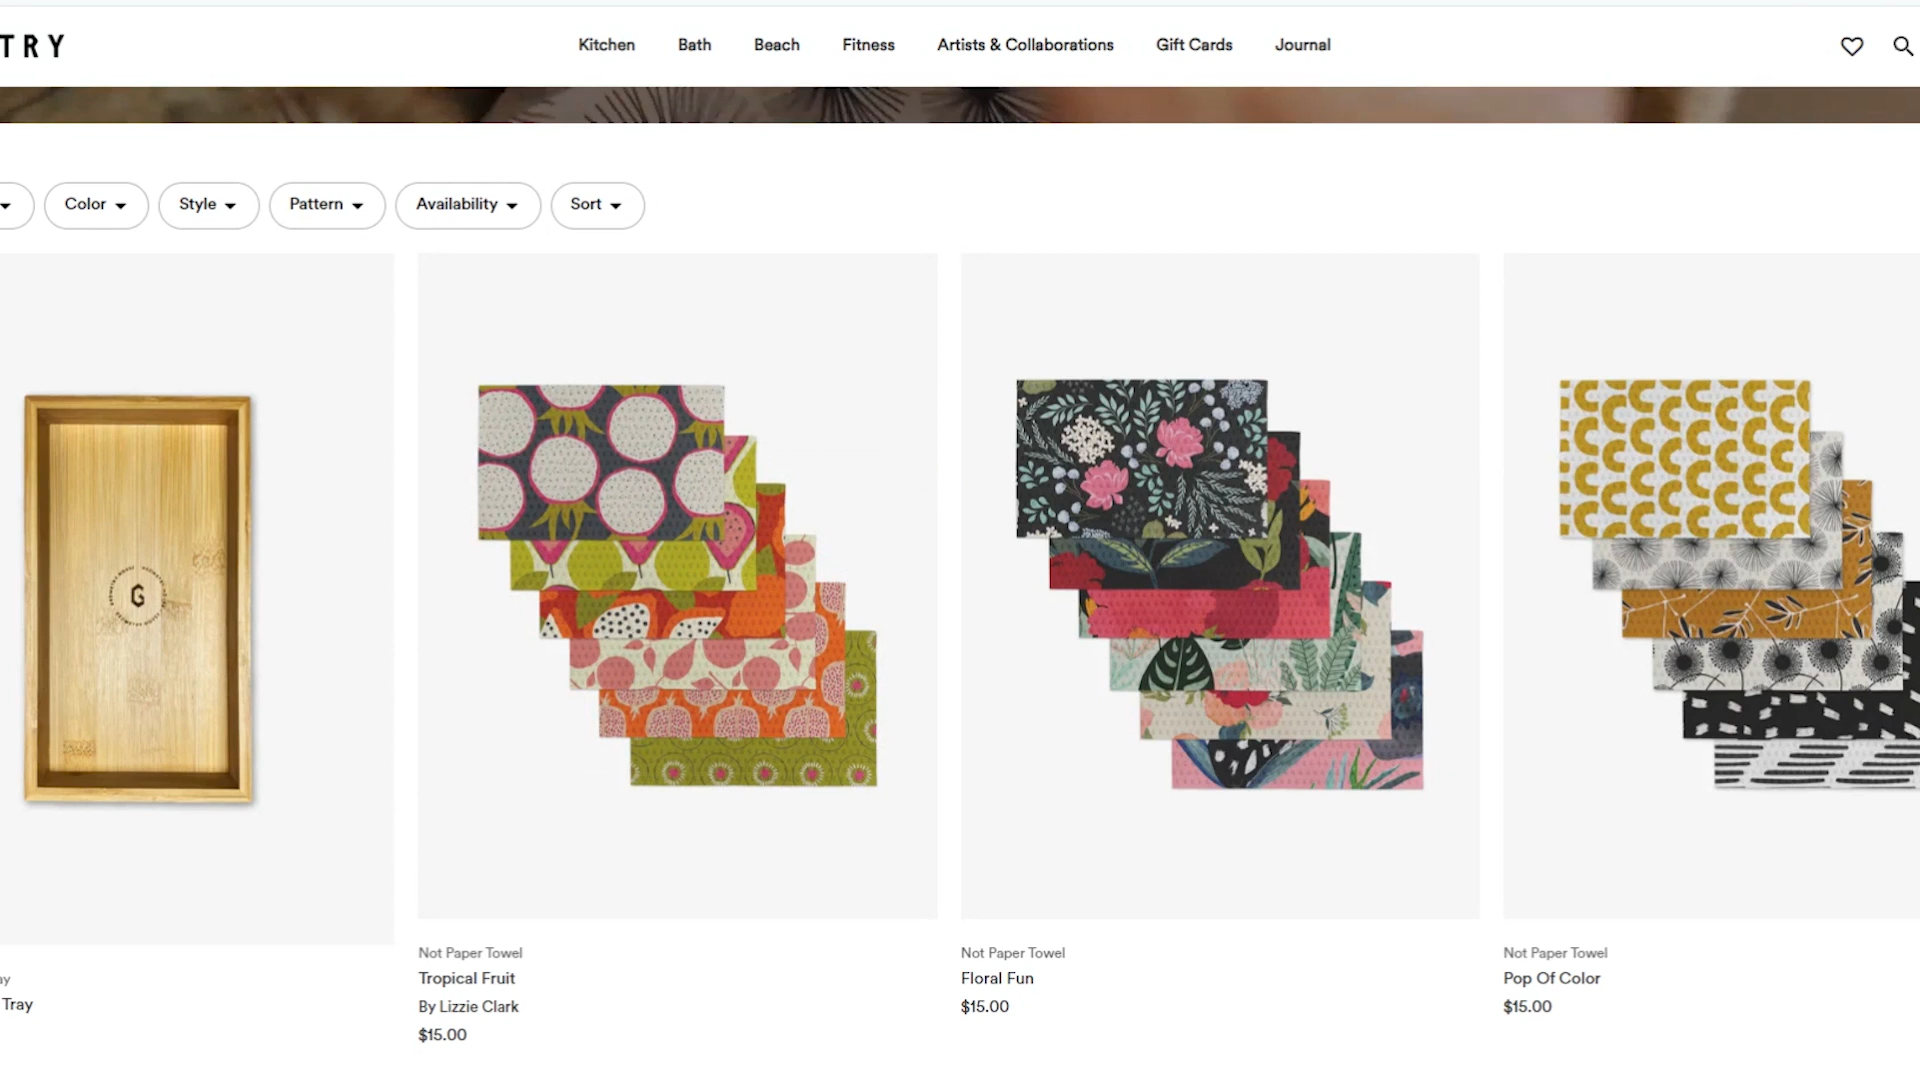 TRY
Kitchen Bath Beach Fitness Artists & Collaborations Gift Cards Journal
Color Style Pattern Availability Sort
G
Not Paper Towel
Tropical Fruit
By Lizzie Clark
$15.00
Not Paper Towel
Floral Fun
$15.00
Not Paper Towel
Pop Of Color
$15.00
ay
Tray